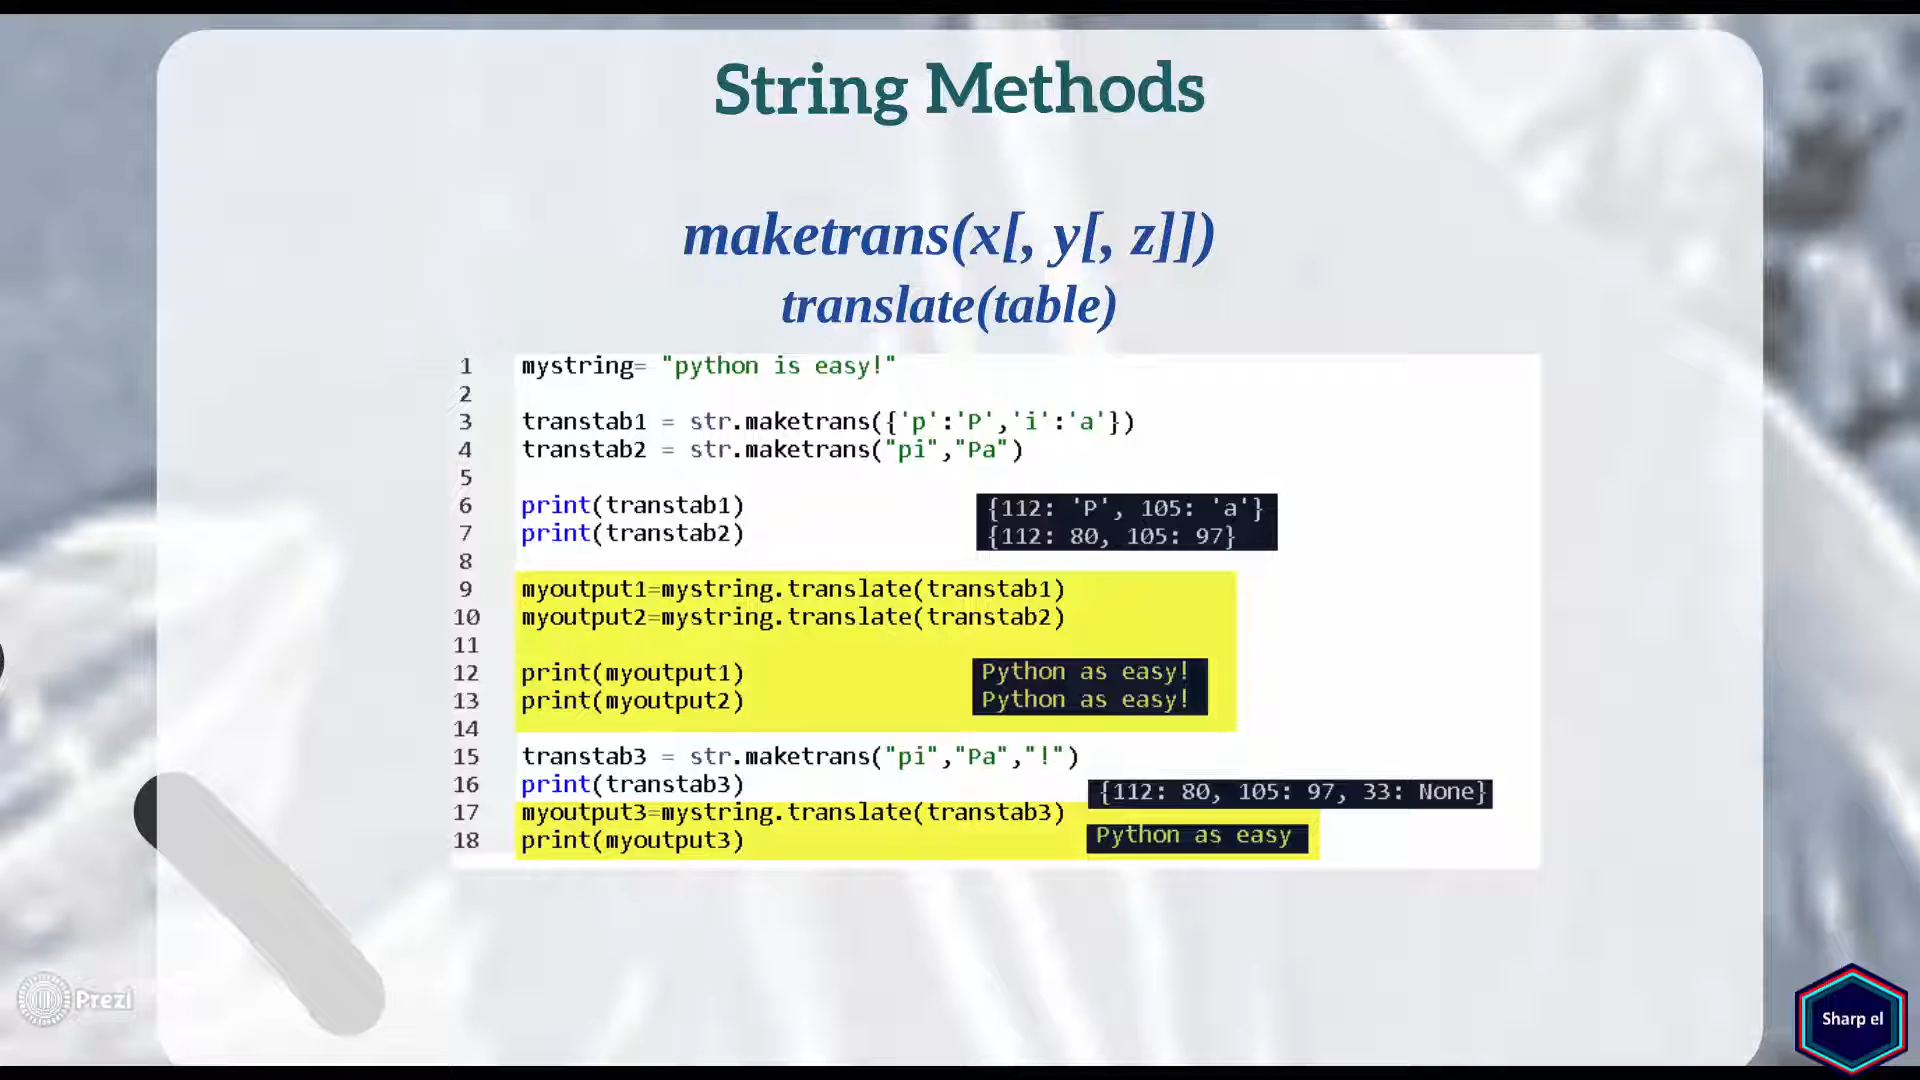 String Methods
maketrans(x[, y[, z]])
translate(table)
1 mystring= "python is easy!"
2
3 transtab1 = str.maketrans({'p':'P','i':'a'})
4 transtab2 = str.maketrans("pi","Pa")
5
6 print(transtab1)
{112: 'P', 105: 'a'}
7 print(transtab2)
{112: 80, 105: 97}
8
9 myoutput1=mystring.translate(transtab1)
10 myoutput2=mystring.translate(transtab2)
11
12 print(myoutput1)
Python as easy!
13 print(myoutput2)
Python as easy!
14
15 transtab3 = str.maketrans("pi","Pa","!")
16 print(transtab3)
{112: 80, 105: 97, 33: None}
17 myoutput3=mystring.translate(transtab3)
18 print(myoutput3)
Python as easy
Prezi
Sharp el